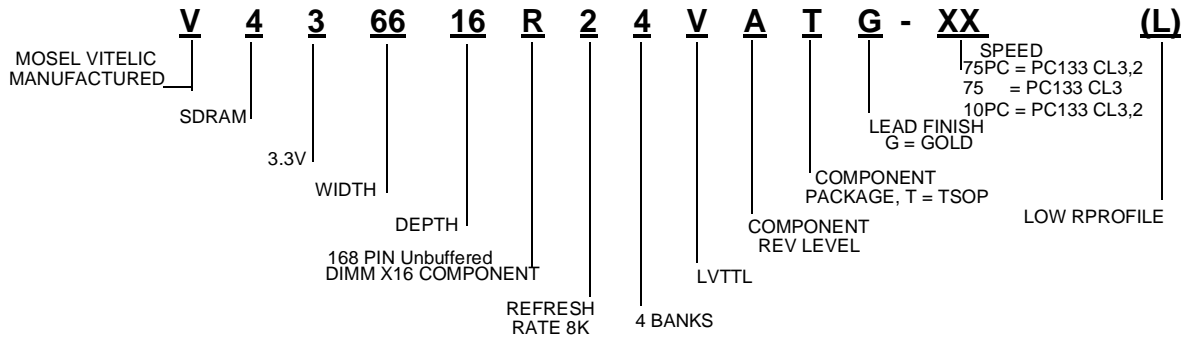 V 4 3 66 16 R 2 4 V A T G - XX (L)
MOSEL VITELIC
MANUFACTURED
SDRAM
3.3V
WIDTH
DEPTH
168 PIN Unbuffered
DIMM X16 COMPONENT
REFRESH
RATE 8K
4 BANKS
LVTTL
COMPONENT
REV LEVEL
COMPONENT
PACKAGE, T = TSOP
LEAD FINISH
G = GOLD
SPEED
75PC = PC133 CL3,2
75 = PC133 CL3
10PC = PC133 CL3,2
LOW RPROFILE